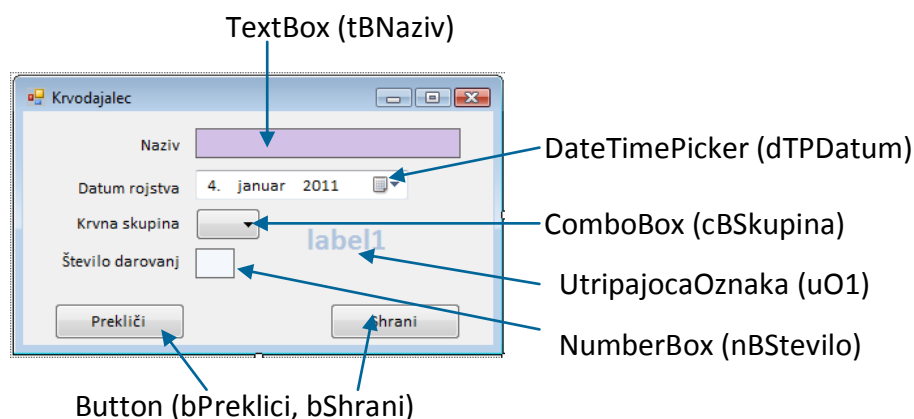 TextBox (tBNaziv)
Krvodajalec
Naziv
DateTimePicker (dTPDatum)
Datum rojstva 4. januar 2011
Krvna skupina
ComboBox (cBSkupina)
label1
Število darovanj
UtripajocaOznaka (uO1)
Prekliči Shrani
NumberBox (nBStevilo)
Button (bPreklici, bShrani)